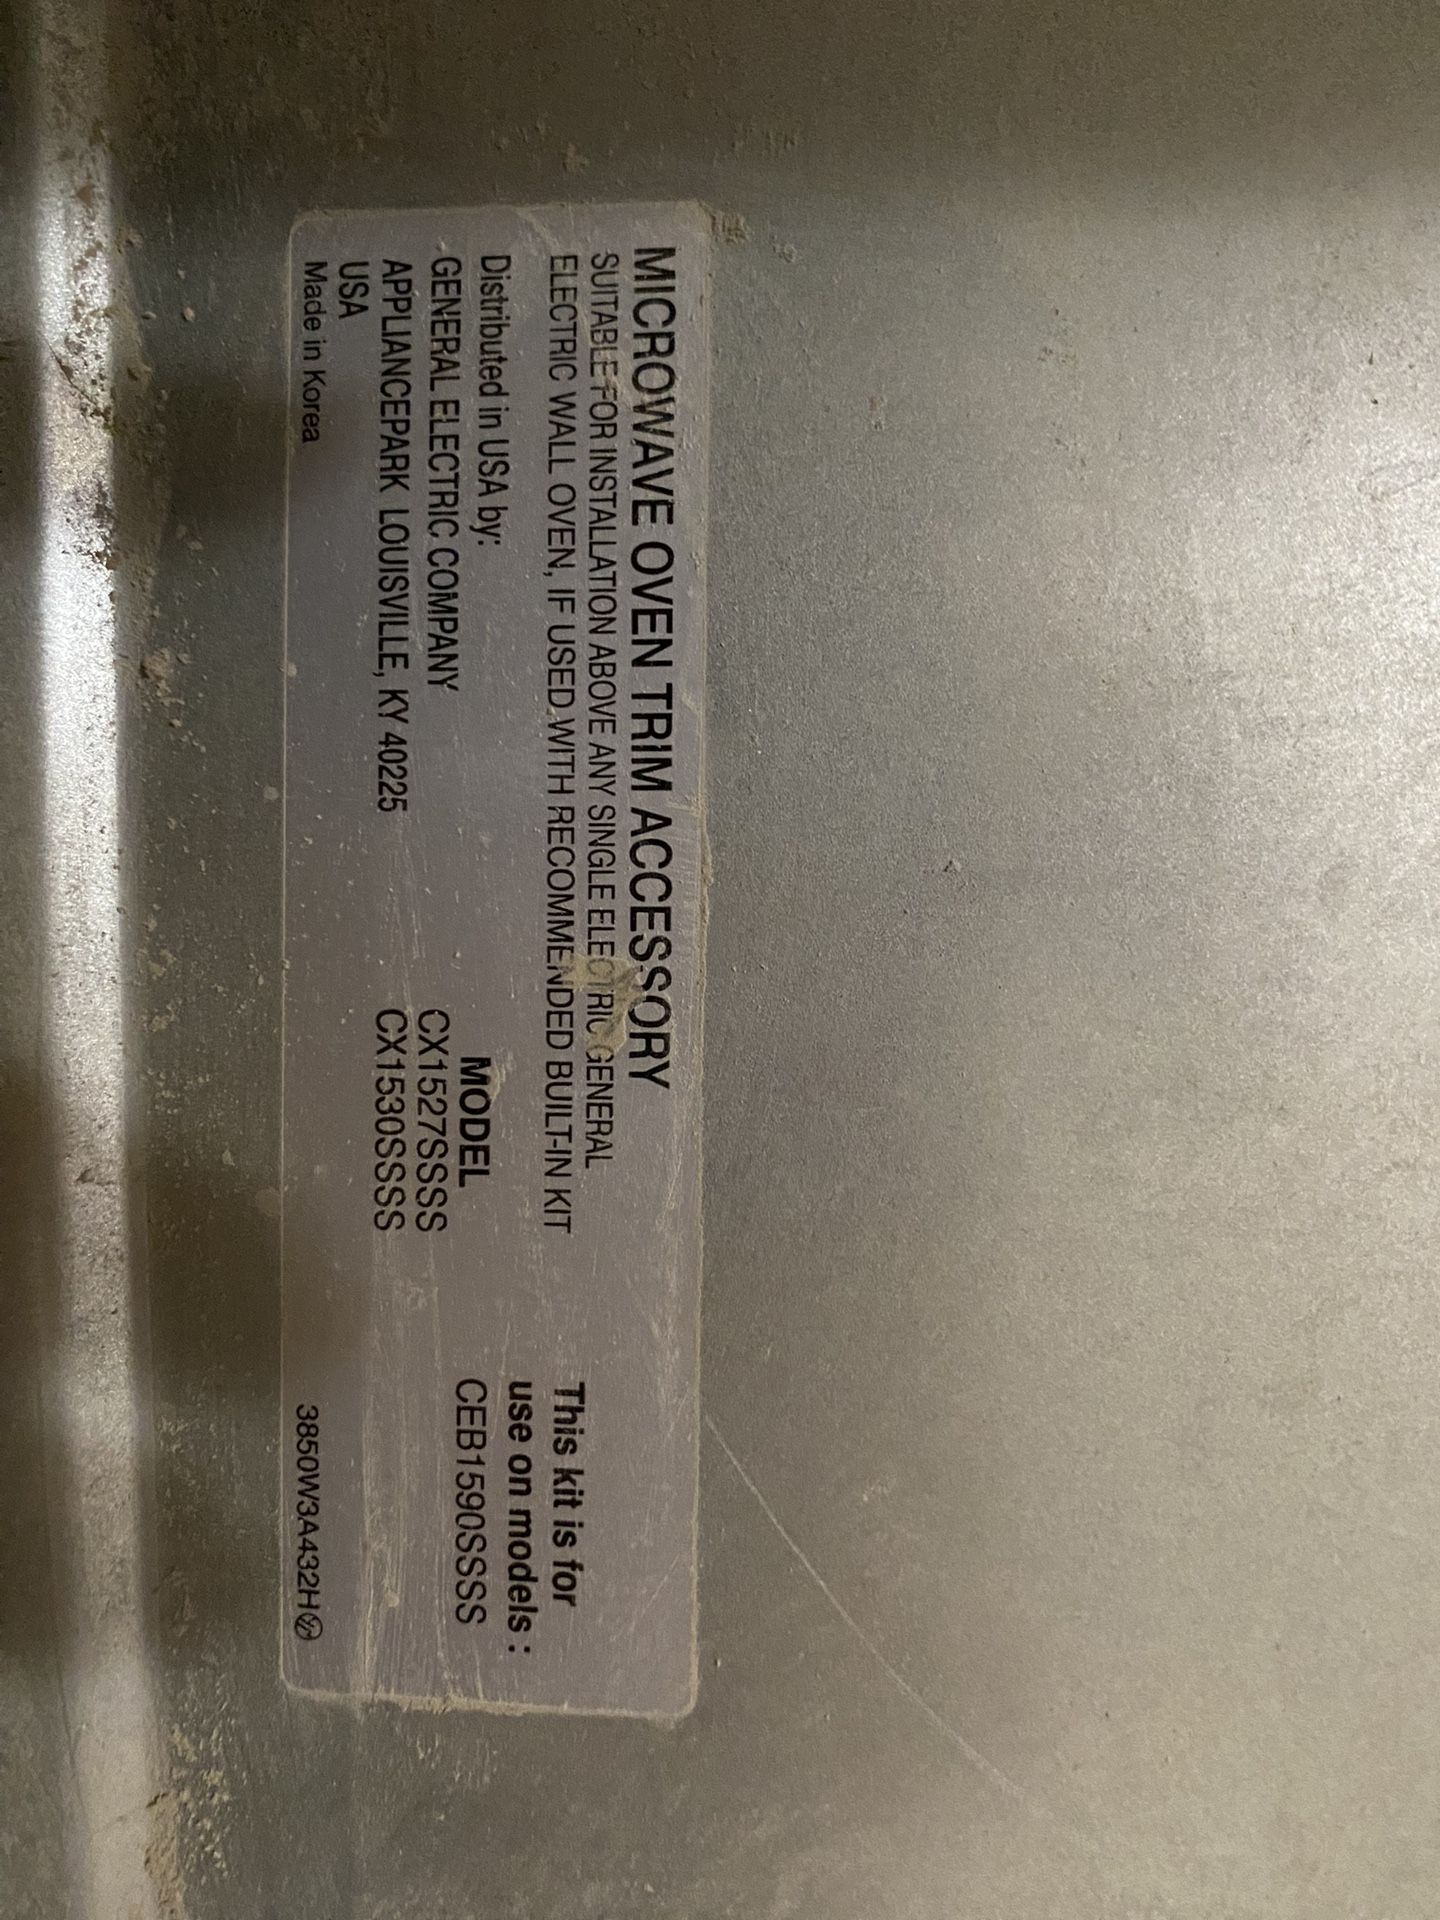 MICROWAVE OVEN TRIM ACCESSORY
SUITABLE FOR INSTALLATION ABOVE ANY SINGLE ELECTRIC GENERAL
ELECTRIC WALL OVEN, IF USED WITH RECOMMENDED BUILT-IN KIT
Distributed in USA by:
GENERAL ELECTRIC COMPANY
APPLIANCEPARK LOUISVILLE, KY 40225
USA
Made in Korea
MODEL
CX1527SSSS
CX1530SSSS
This kit is for
use on models :
CEB1590SSSS
3850W3A432H